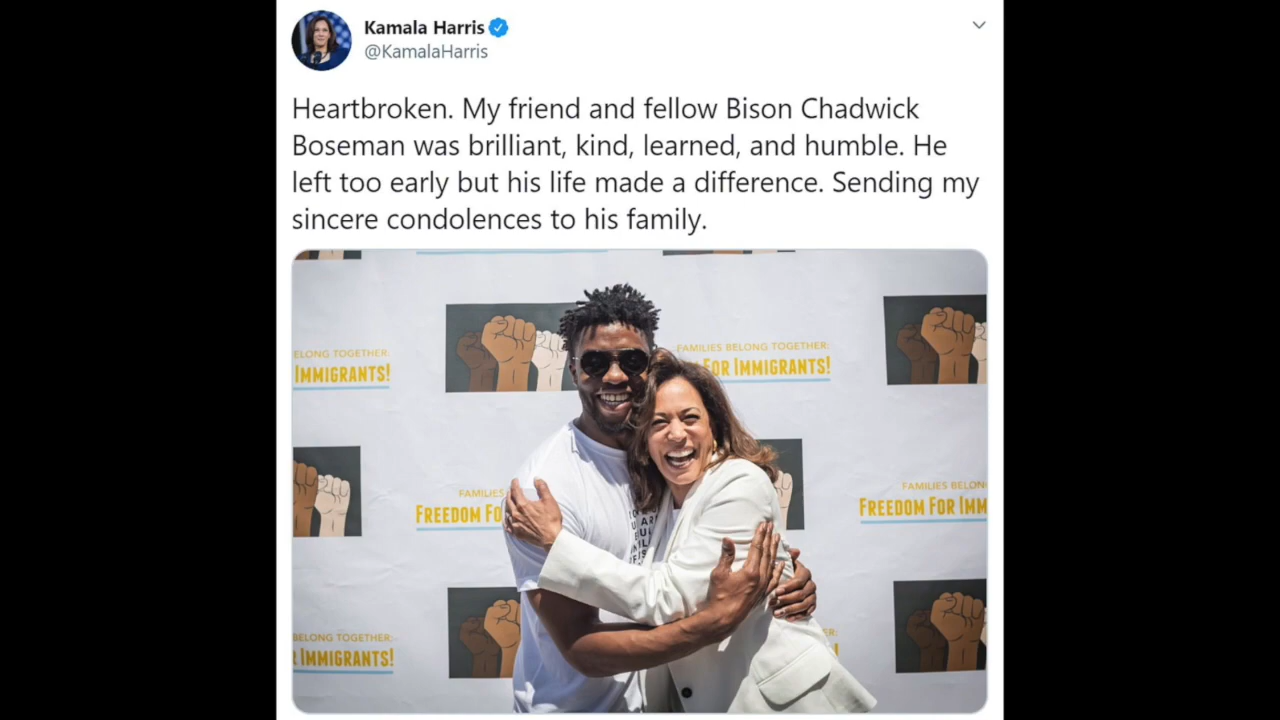 Kamala Harris
@KamalaHarris
Heartbroken. My friend and fellow Bison Chadwick
Boseman was brilliant, kind, learned, and humble. He
left too early but his life made a difference. Sending my
sincere condolences to his family.
ELONG TOGETHER:
IMMIGRANTS!
FAMILIES BELONG TOGETHER:
FOR IMMIGRANTS!
FAMILIES
FREEDOM FO
FAMILIES BELON
FREEDOM FOR IMM
BELONG TOGETHER:
R IMMIGRANTS!